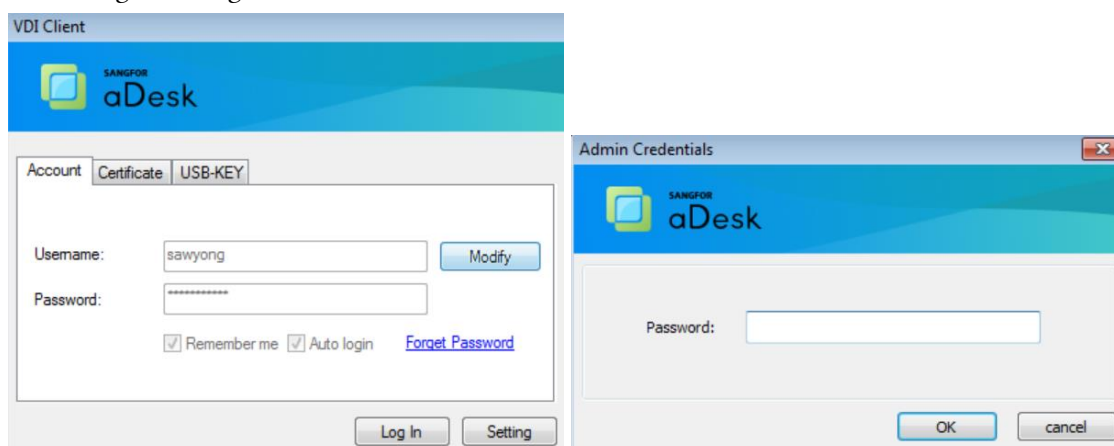 VDI Client
SANGFOR
aDesk
Account Certificate USB-KEY
Username: sawyong Modify
Password: ***********
Remember me Auto login Forget Password
Log In Setting
Admin Credentials
SANGFOR
aDesk
Password:
OK cancel